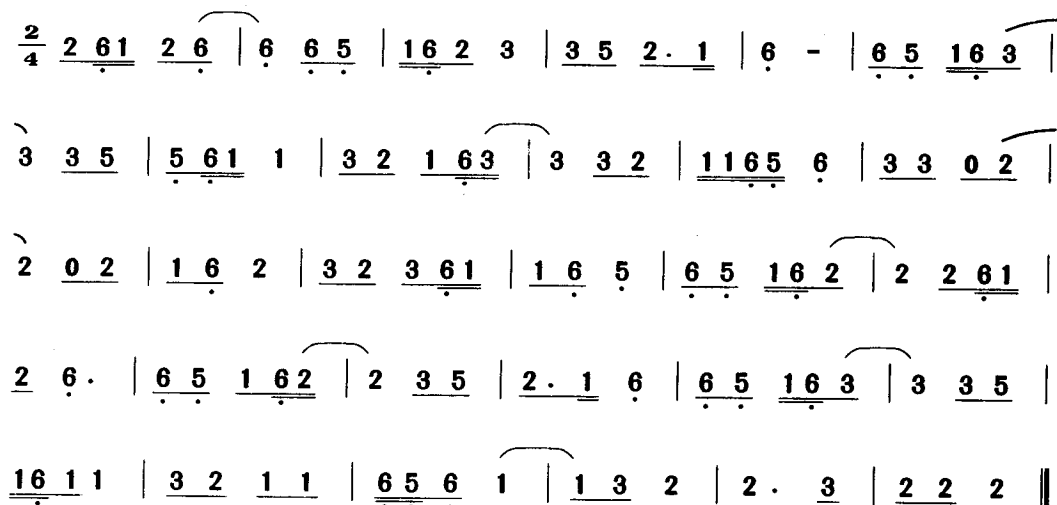 2/4 2 61 2 6 | 6 6 5 | 16 2 3 | 3 5 2 · 1 | 6 - | 6 5 16 3 |
3 3 5 | 5 61 1 | 3 2 1 63 | 3 3 2 | 1165 6 | 3 3 0 2 |
2 0 2 | 1 6 2 | 3 2 3 61 | 1 6 5 | 6 5 16 2 | 2 2 61 |
2 6 · | 6 5 1 62 | 2 3 5 | 2 · 1 6 | 6 5 16 3 | 3 3 5 |
16 1 1 | 3 2 1 1 | 65 6 1 | 1 3 2 | 2 · 3 | 2 2 2 ‖